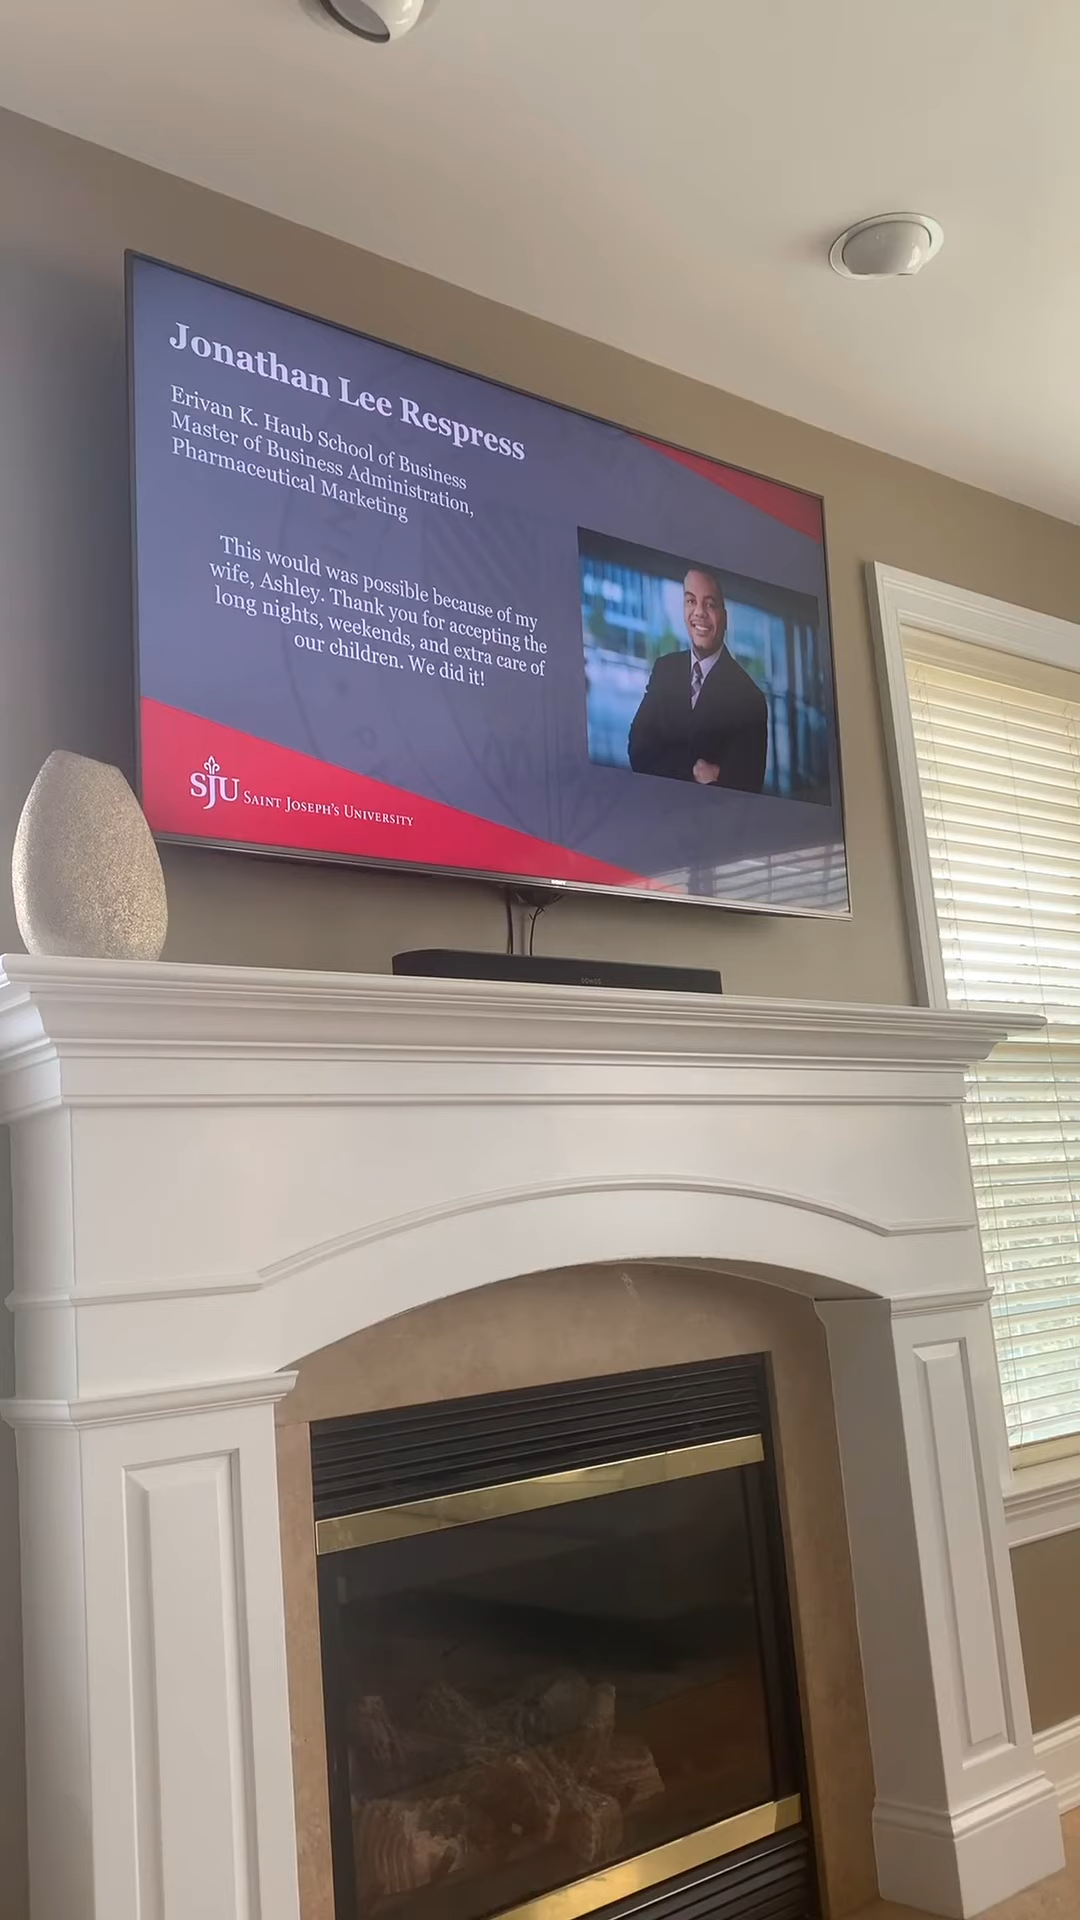 Jonathan Lee Respress
Erivan K. Haub School of Business
Master of Business Administration,
Pharmaceutical Marketing
This would was possible because of my
wife, Ashley. Thank you for accepting the
long nights, weekends, and extra care of
our children. We did it!
SJU SAINT JOSEPH'S UNIVERSITY
SONOS